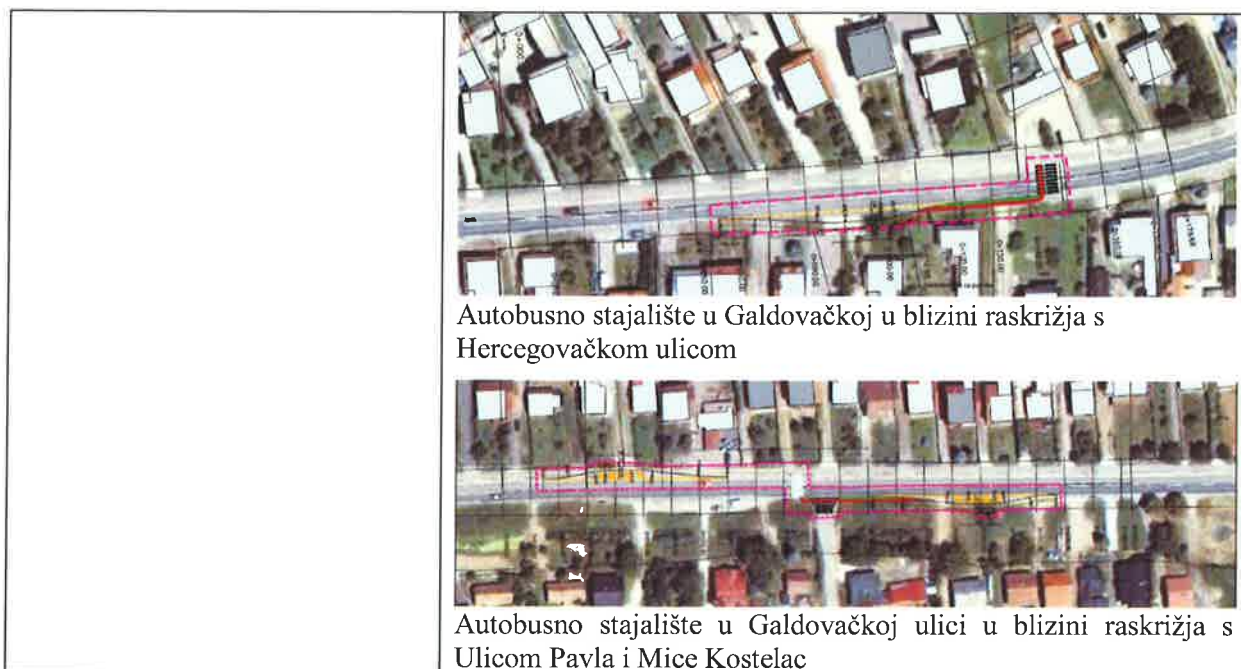 Autobusno stajalište u Galdovačkoj u blizini raskrižja s
Hercegovačkom ulicom
Autobusno stajalište u Galdovačkoj ulici u blizini raskrižja s
Ulicom Pavla i Mice Kostelac